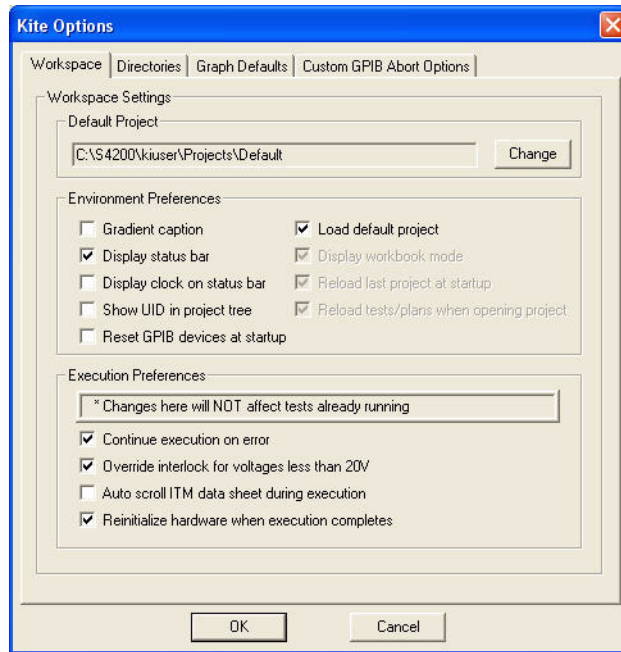 Kite Options
Workspace Directories Graph Defaults Custom GPIB Abort Options
Workspace Settings
Default Project
C:\S4200\kiuser\Projects\Default Change
Environment Preferences
Gradient caption Load default project
Display status bar Display workbook mode
Display clock on status bar Reload last project at startup
Show UID in project tree Reload tests/plans when opening project
Reset GPIB devices at startup
Execution Preferences
* Changes here will NOT affect tests already running
Continue execution on error
Override interlock for voltages less than 20V
Auto scroll ITM data sheet during execution
Reinitialize hardware when execution completes
OK Cancel